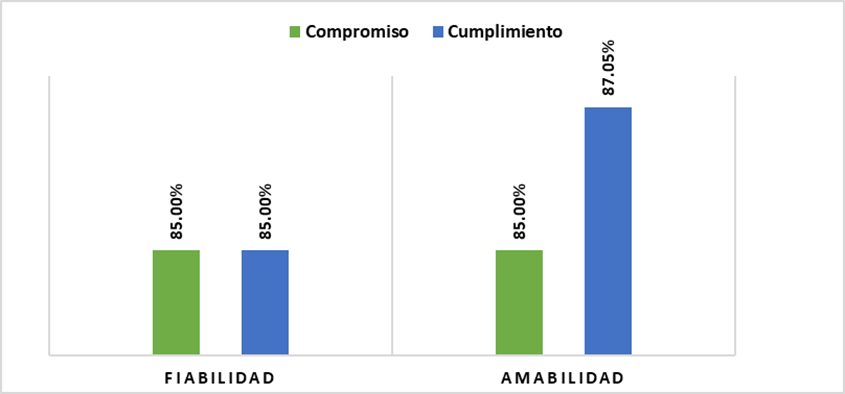 Compromiso Cumplimiento
85.00% 85.00% 85.00% 87.05%
FIABILIDAD AMABILIDAD